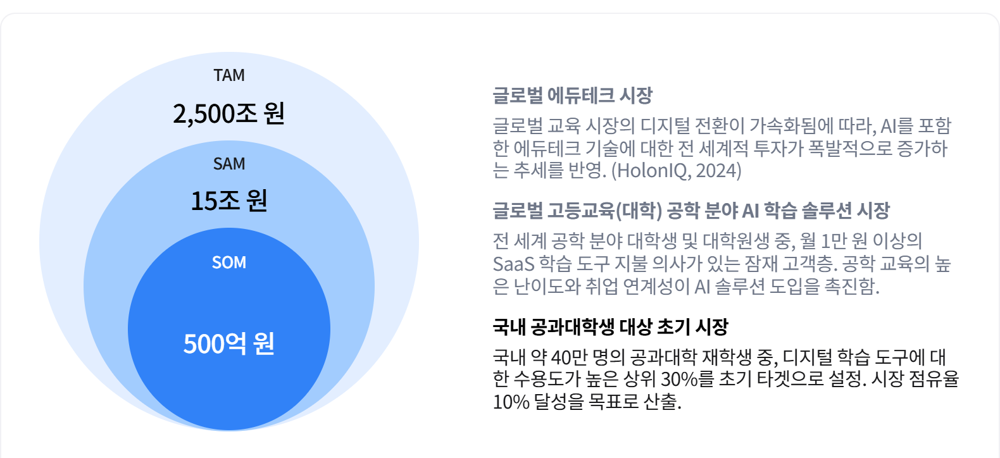 TAM
2,500조 원
SAM
15조 원
SOM
500억 원
글로벌 에듀테크 시장
글로벌 교육 시장의 디지털 전환이 가속화됨에 따라, AI를 포함
한 에듀테크 기술에 대한 전 세계적 투자가 폭발적으로 증가하
는 추세를 반영. (HolonIQ, 2024)
글로벌 고등교육(대학) 공학 분야 AI 학습 솔루션 시장
전 세계 공학 분야 대학생 및 대학원생 중, 월 1만 원 이상의
SaaS 학습 도구 지불 의사가 있는 잠재 고객층. 공학 교육의 높
은 난이도와 취업 연계성이 AI 솔루션 도입을 촉진함.
국내 공과대학생 대상 초기 시장
국내 약 40만 명의 공과대학 재학생 중, 디지털 학습 도구에 대
한 수용도가 높은 상위 30%를 초기 타겟으로 설정. 시장 점유율
10% 달성을 목표로 산출.